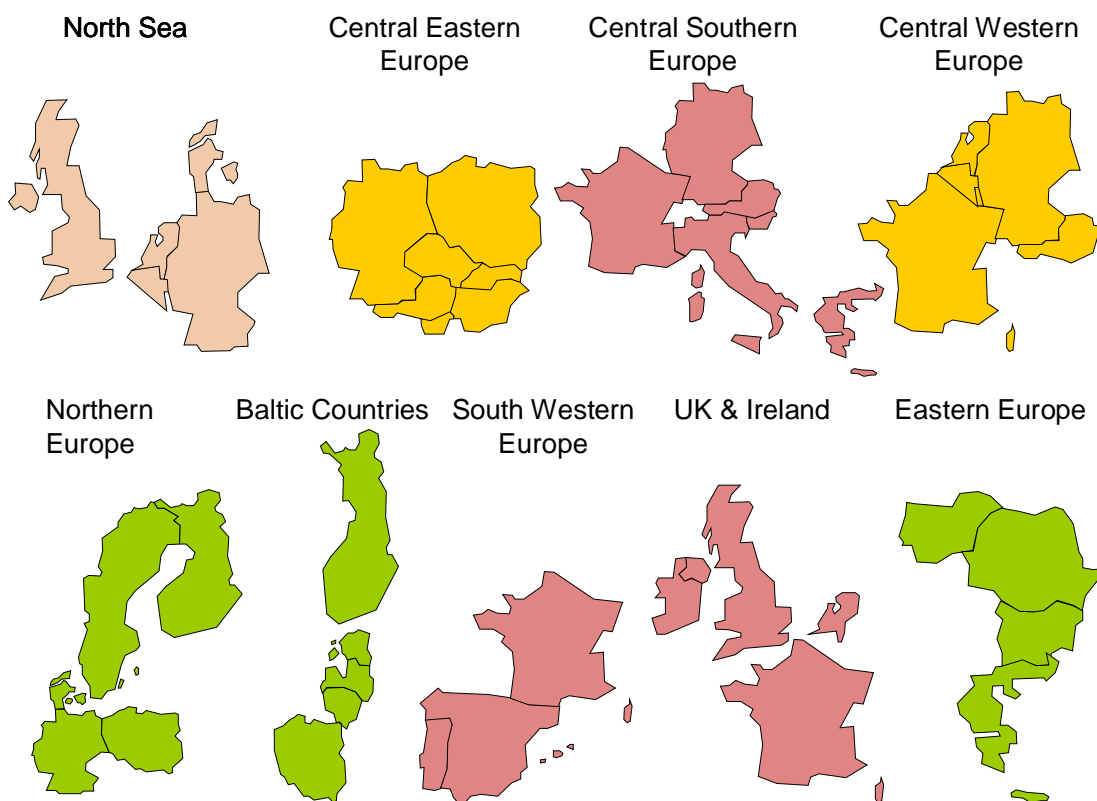 North Sea
Central Eastern
Europe
Central Southern
Europe
Central Western
Europe
Northern
Europe
Baltic Countries
South Western
Europe
UK & Ireland
Eastern Europe